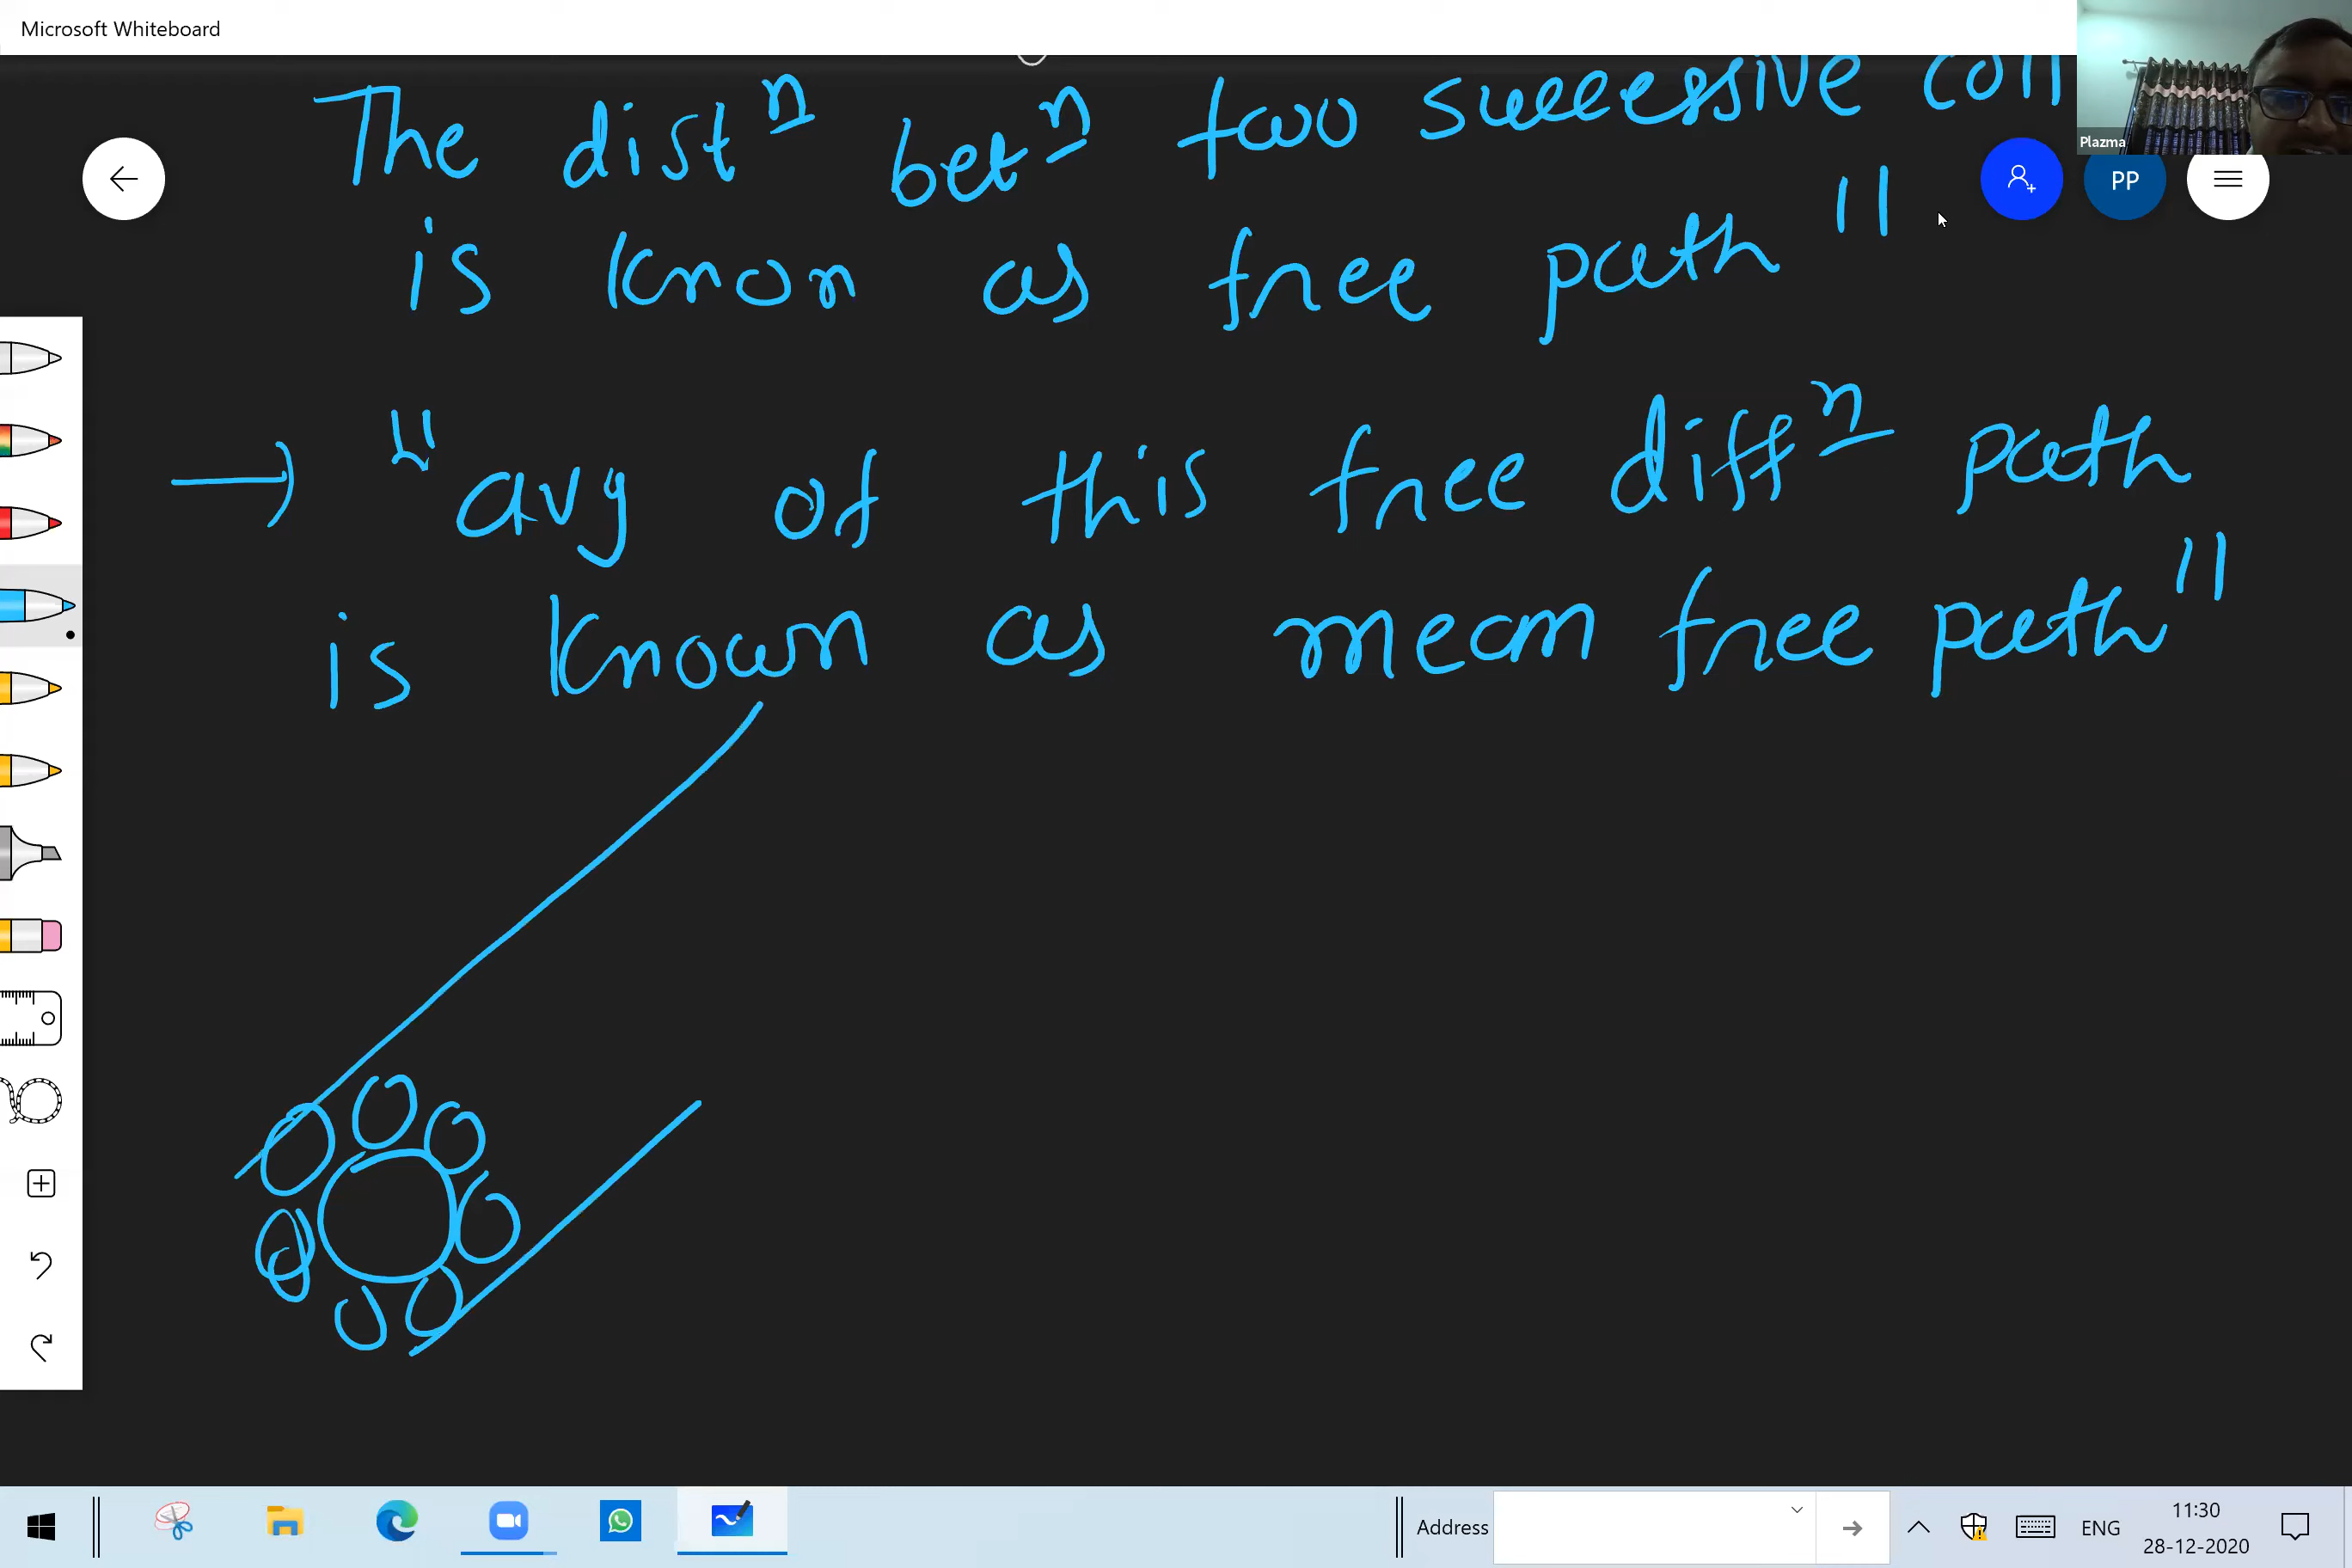 Microsoft Whiteboard
The distⁿ betⁿ two successive coll
is knon as free path "
Plazma
PP
→ "avg of this free diffⁿ path
is known as mean free path"
Address
ENG
11:30
28-12-2020